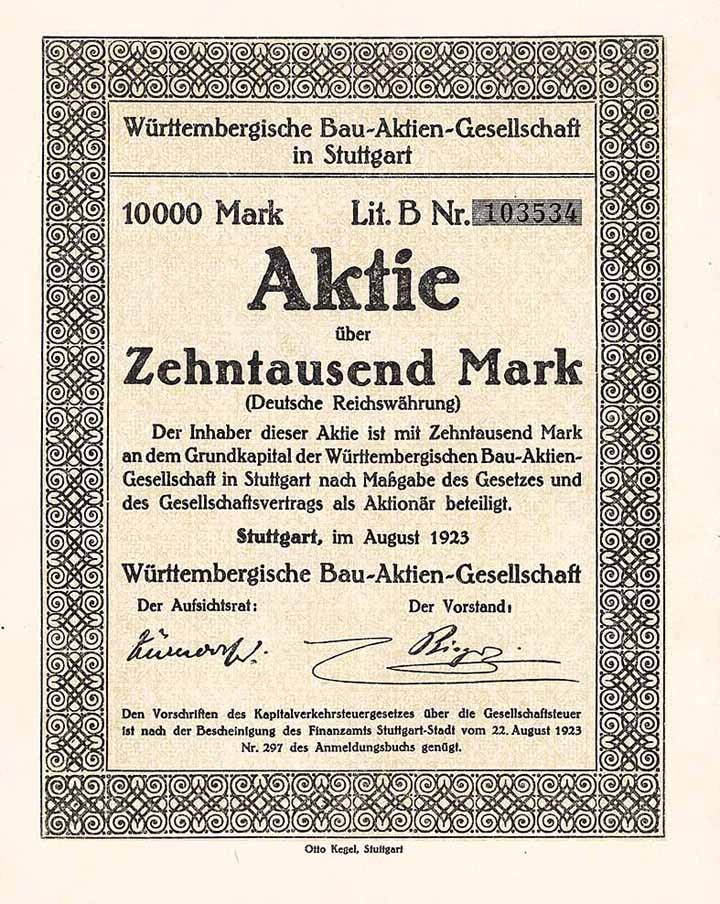 Württembergische Bau-Aktien-Gesellschaft
in Stuttgart
10000 Mark Lit. B Nr. 103534
Aktie
über
Zehntausend Mark
(Deutsche Reichswährung)
Der Inhaber dieser Aktie ist mit Zehntausend Mark
an dem Grundkapital der Württembergischen Bau-Aktien-
Gesellschaft in Stuttgart nach Maßgabe des Gesetzes und
des Gesellschaftsvertrags als Aktionär beteiligt.
Stuttgart, im August 1923
Württembergische Bau-Aktien-Gesellschaft
Der Aufsichtsrat: Der Vorstand:
Den Vorschriften des Kapitalverkehrsteuergesetzes über die Gesellschaftsteuer
ist nach der Bescheinigung des Finanzamts Stuttgart-Stadt vom 22. August 1923
Nr. 297 des Anmeldungsbuchs genügt.
Otto Kegel, Stuttgart